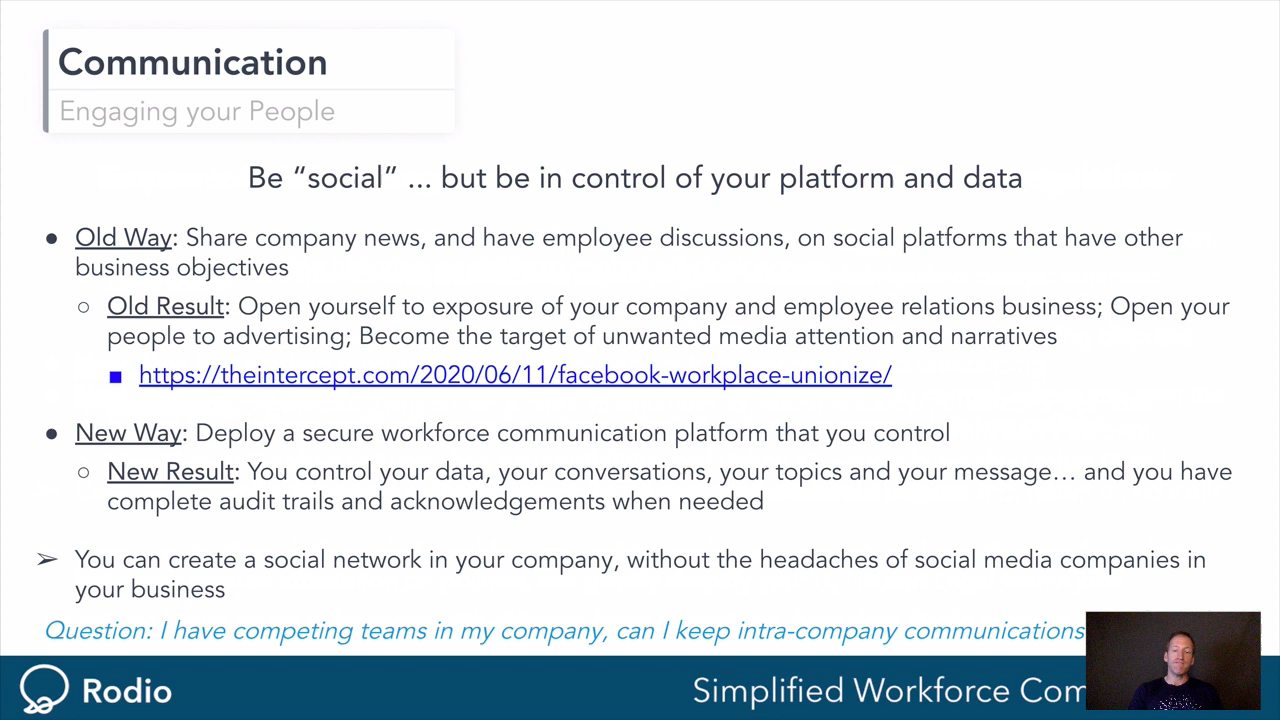 Communication
Engaging your People
Be “social” ... but be in control of your platform and data
● Old Way: Share company news, and have employee discussions, on social platforms that have other
business objectives
○ Old Result: Open yourself to exposure of your company and employee relations business; Open your
people to advertising; Become the target of unwanted media attention and narratives
■ https://theintercept.com/2020/06/11/facebook-workplace-unionize/
● New Way: Deploy a secure workforce communication platform that you control
○ New Result: You control your data, your conversations, your topics and your message… and you have
complete audit trails and acknowledgements when needed
➢ You can create a social network in your company, without the headaches of social media companies in
your business
Question: I have competing teams in my company, can I keep intra-company communications
Rodio
Simplified Workforce Com